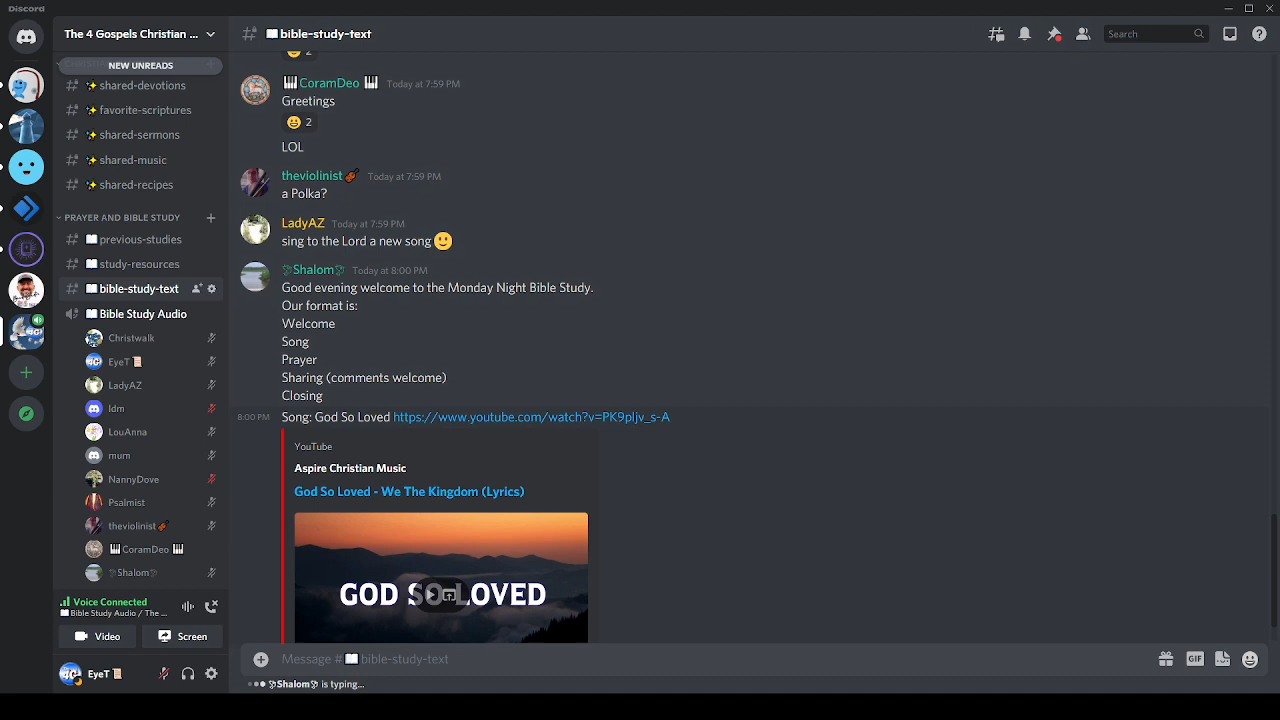 Discord
The 4 Gospels Christian ...
NEW UNREADS
shared-devotions
favorite-scriptures
shared-sermons
shared-music
shared-recipes
PRAYER AND BIBLE STUDY
previous-studies
study-resources
bible-study-text
Bible Study Audio
Christwalk
EyeT
LadyAZ
ldm
LouAnna
mum
NannyDove
Psalmist
theviolinist
CoramDeo
Shalom
Voice Connected
Bible Study Audio / The ...
Video
Screen
EyeT
bible-study-text
Search
2
CoramDeo Today at 7:59 PM
Greetings
2
LOL
theviolinist Today at 7:59 PM
a Polka?
LadyAZ Today at 7:59 PM
sing to the Lord a new song
Shalom Today at 8:00 PM
Good evening welcome to the Monday Night Bible Study.
Our format is:
Welcome
Song
Prayer
Sharing (comments welcome)
Closing
8:00 PM Song: God So Loved https://www.youtube.com/watch?v=PK9pljv_s-A
YouTube
Aspire Christian Music
God So Loved - We The Kingdom (Lyrics)
GOD SO LOVED
Message # bible-study-text
GIF
Shalom is typing...